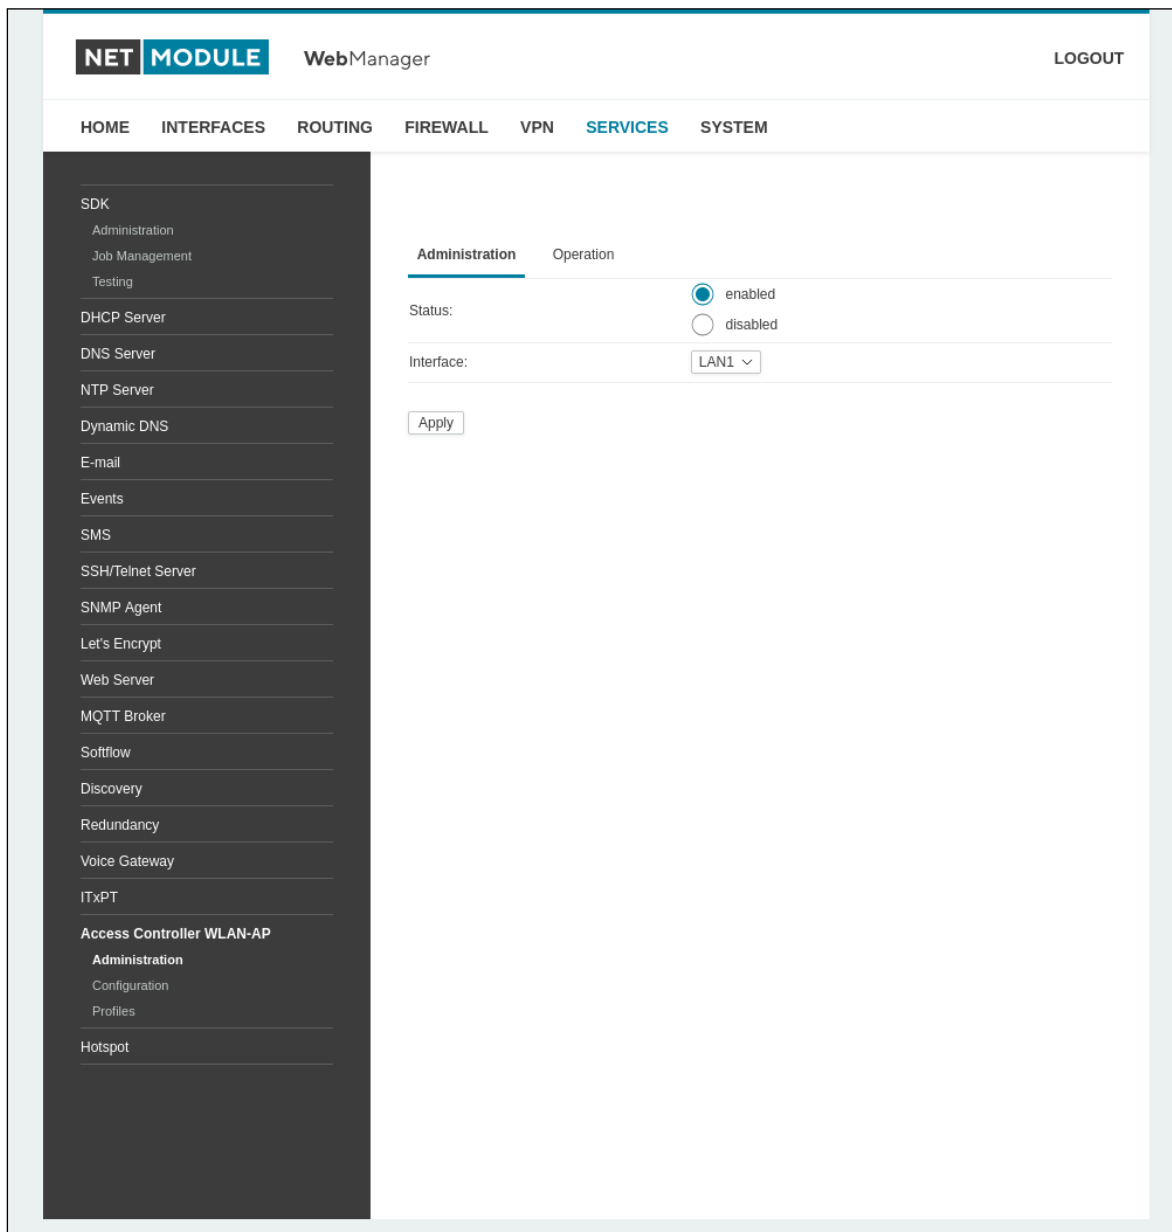 NET MODULE WebManager LOGOUT
HOME INTERFACES ROUTING FIREWALL VPN SERVICES SYSTEM
SDK
Administration
Job Management
Testing
DHCP Server
DNS Server
NTP Server
Dynamic DNS
E-mail
Events
SMS
SSH/Telnet Server
SNMP Agent
Let's Encrypt
Web Server
MQTT Broker
Softflow
Discovery
Redundancy
Voice Gateway
ITxPT
Access Controller WLAN-AP
Administration
Configuration
Profiles
Hotspot
Administration Operation
Status: enabled
disabled
Interface: LAN1
Apply